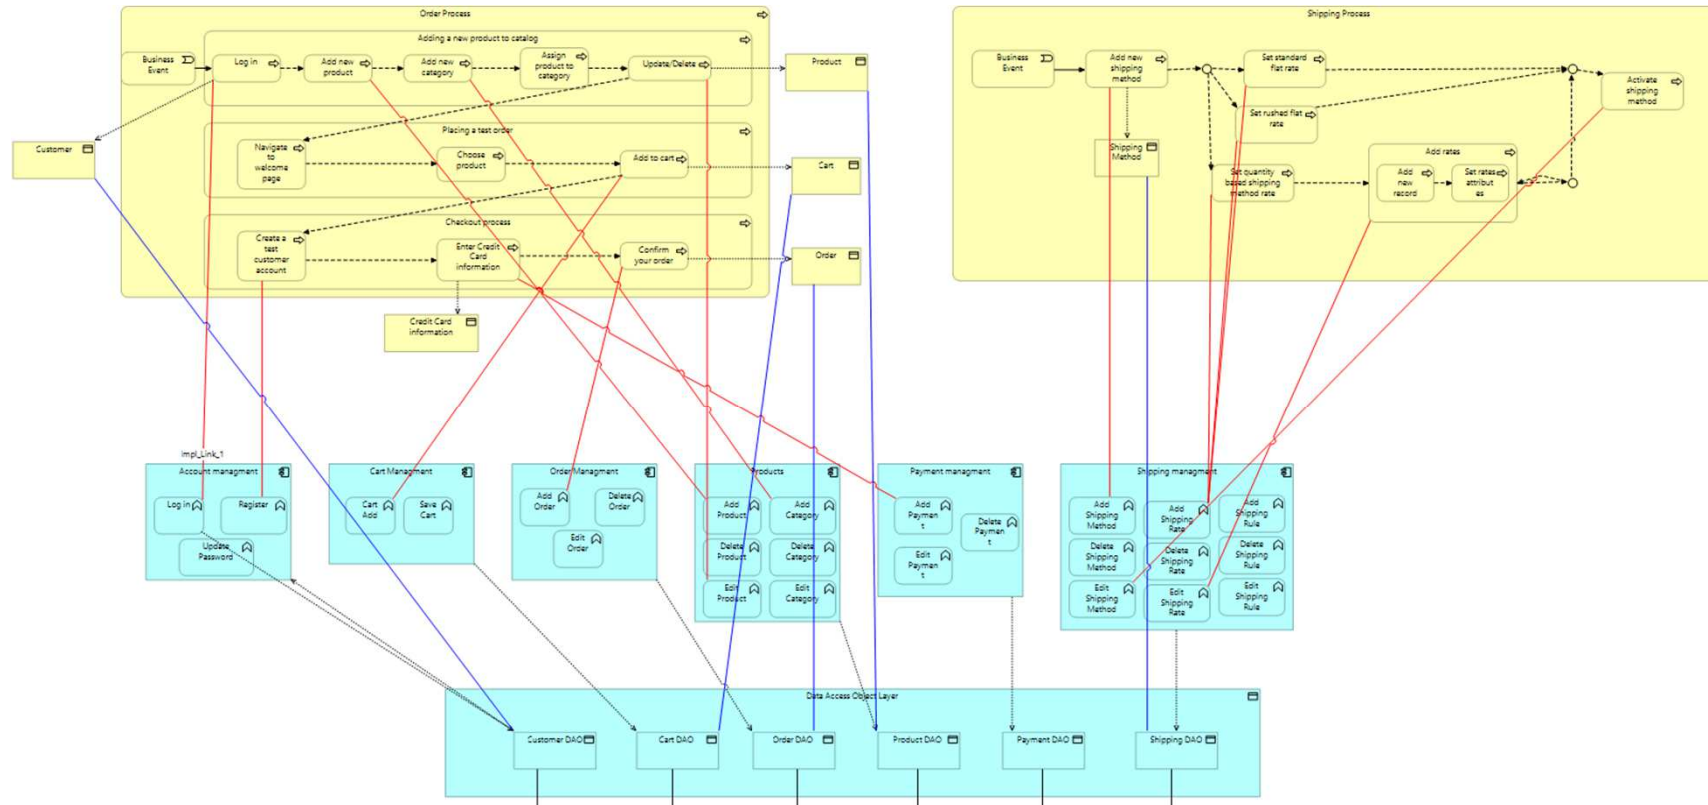 Order Process
Adding a new product to catalog
Business
Event
Log in
Add new
product
Add new
category
Assign
product to
category
Update/Delete
Product
Placing a test order
Customer
Navigate
to
welcome
page
Choose
product
Add to cart
Cart
Checkout process
Create a
test
customer
account
Enter Credit
Card
information
Confirm
your order
Order
Credit Card
information
Shipping Process
Business
Event
Add new
shipping
method
Set standard
flat rate
Activate
shipping
method
Set rushed flat
rate
Shipping
Method
Set quantity
based shipping
method rate
Add rates
Add
new
record
Set rates
attribut
es
Impl_Link_1
Account managment
Log in
Register
Update
Password
Cart Managment
Cart
Add
Save
Cart
Order Managment
Add
Order
Delete
Order
Edit
Order
Products
Add
Product
Add
Category
Delete
Product
Delete
Category
Edit
Product
Edit
Category
Payment managment
Add
Paymen
t
Delete
Paymen
t
Edit
Paymen
t
Shipping managment
Add
Shipping
Method
Add
Shipping
Rate
Add
Shipping
Rule
Delete
Shipping
Method
Delete
Shipping
Rate
Delete
Shipping
Rule
Edit
Shipping
Method
Edit
Shipping
Rate
Edit
Shipping
Rule
Data Access Object Layer
Customer DAO
Cart DAO
Order DAO
Product DAO
Payment DAO
Shipping DAO